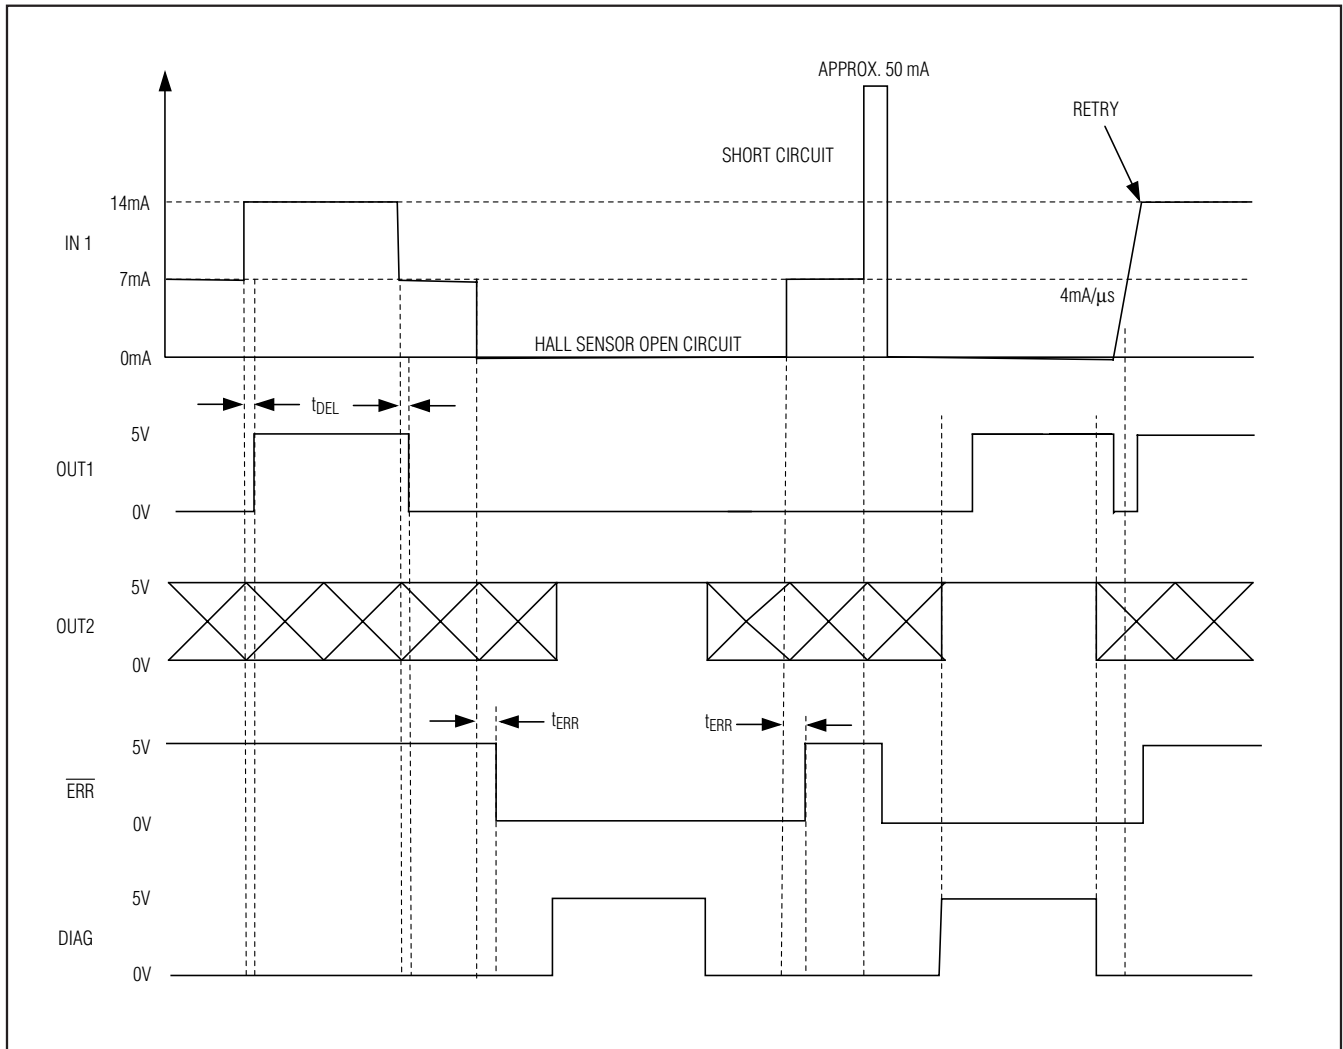 APPROX. 50 mA
RETRY
SHORT CIRCUIT
14mA
IN 1
7mA
4mA/μs
HALL SENSOR OPEN CIRCUIT
0mA
tDEL
5V
OUT1
0V
5V
OUT2
0V
tERR
tERR
5V
ERR
0V
5V
DIAG
0V